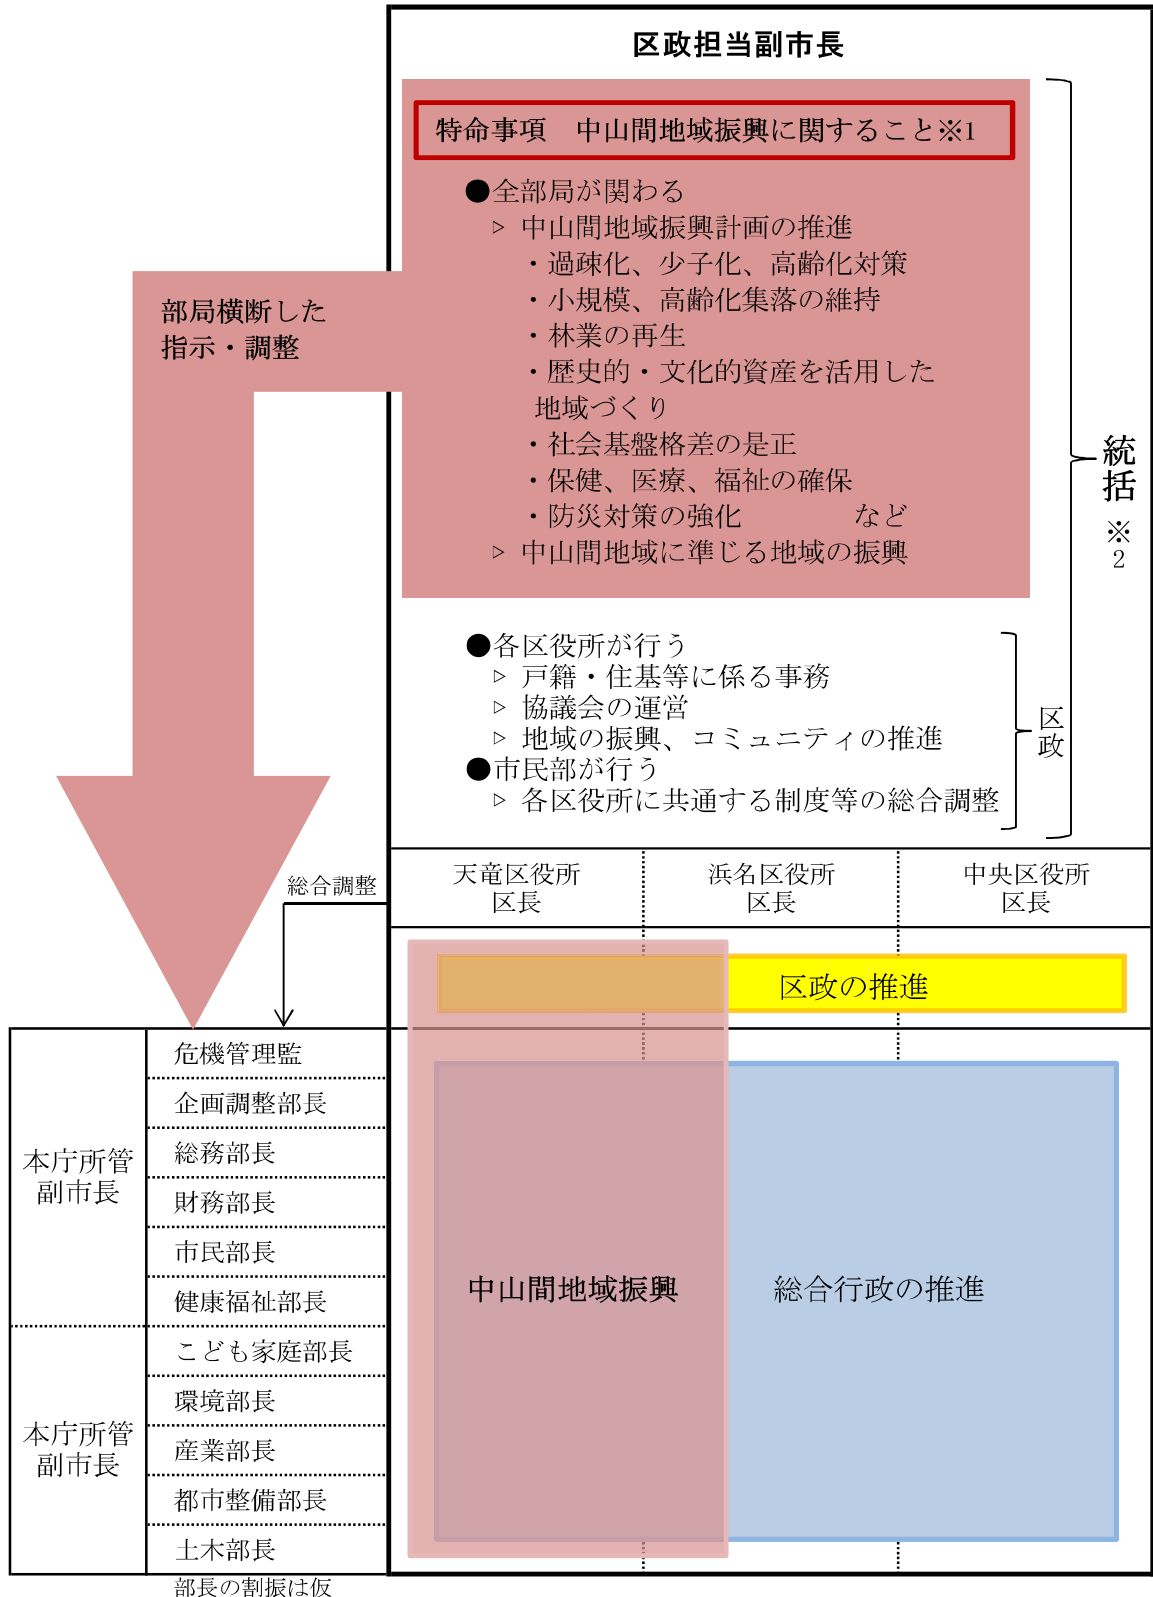 区政担当副市長
特命事項　中山間地域振興に関すること※1
●全部局が関わる
▷ 中山間地域振興計画の推進
・過疎化、少子化、高齢化対策
・小規模、高齢化集落の維持
・林業の再生
・歴史的・文化的資産を活用した
地域づくり
・社会基盤格差の是正
・保健、医療、福祉の確保
・防災対策の強化　　　　など
▷ 中山間地域に準じる地域の振興
部局横断した
指示・調整
統括
※
2
●各区役所が行う
▷ 戸籍・住基等に係る事務
▷ 協議会の運営
▷ 地域の振興、コミュニティの推進
●市民部が行う
▷ 各区役所に共通する制度等の総合調整
区政
総合調整
天竜区役所
区長
浜名区役所
区長
中央区役所
区長
区政の推進
本庁所管
副市長
危機管理監
企画調整部長
総務部長
財務部長
市民部長
健康福祉部長
本庁所管
副市長
こども家庭部長
環境部長
産業部長
都市整備部長
土木部長
中山間地域振興
総合行政の推進
部長の割振は仮